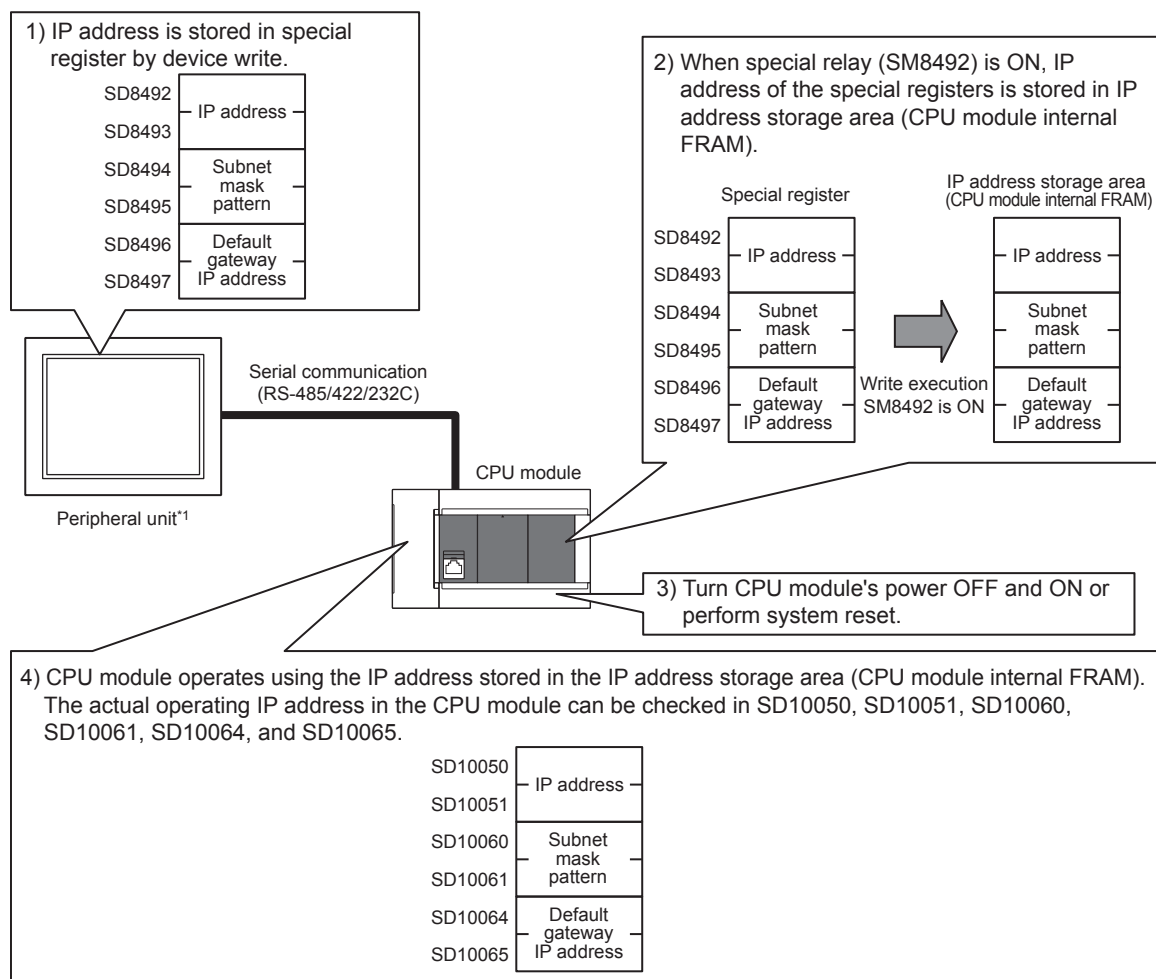 1) IP address is stored in special
register by device write.
SD8492
IP address
SD8493
SD8494
Subnet
mask
pattern
SD8495
SD8496
Default
gateway
IP address
SD8497
2) When special relay (SM8492) is ON, IP
address of the special registers is stored in IP
address storage area (CPU module internal
FRAM).
Special register
IP address storage area
(CPU module internal FRAM)
SD8492
IP address
SD8493
SD8494
Subnet
mask
pattern
SD8495
SD8496
Default
gateway
IP address
SD8497
Write execution
SM8492 is ON
IP address
Subnet
mask
pattern
Default
gateway
IP address
Serial communication
(RS-485/422/232C)
CPU module
Peripheral unit*1
3) Turn CPU module's power OFF and ON or
perform system reset.
4) CPU module operates using the IP address stored in the IP address storage area (CPU module internal FRAM).
The actual operating IP address in the CPU module can be checked in SD10050, SD10051, SD10060,
SD10061, SD10064, and SD10065.
SD10050
IP address
SD10051
SD10060
Subnet
mask
pattern
SD10061
SD10064
Default
gateway
IP address
SD10065